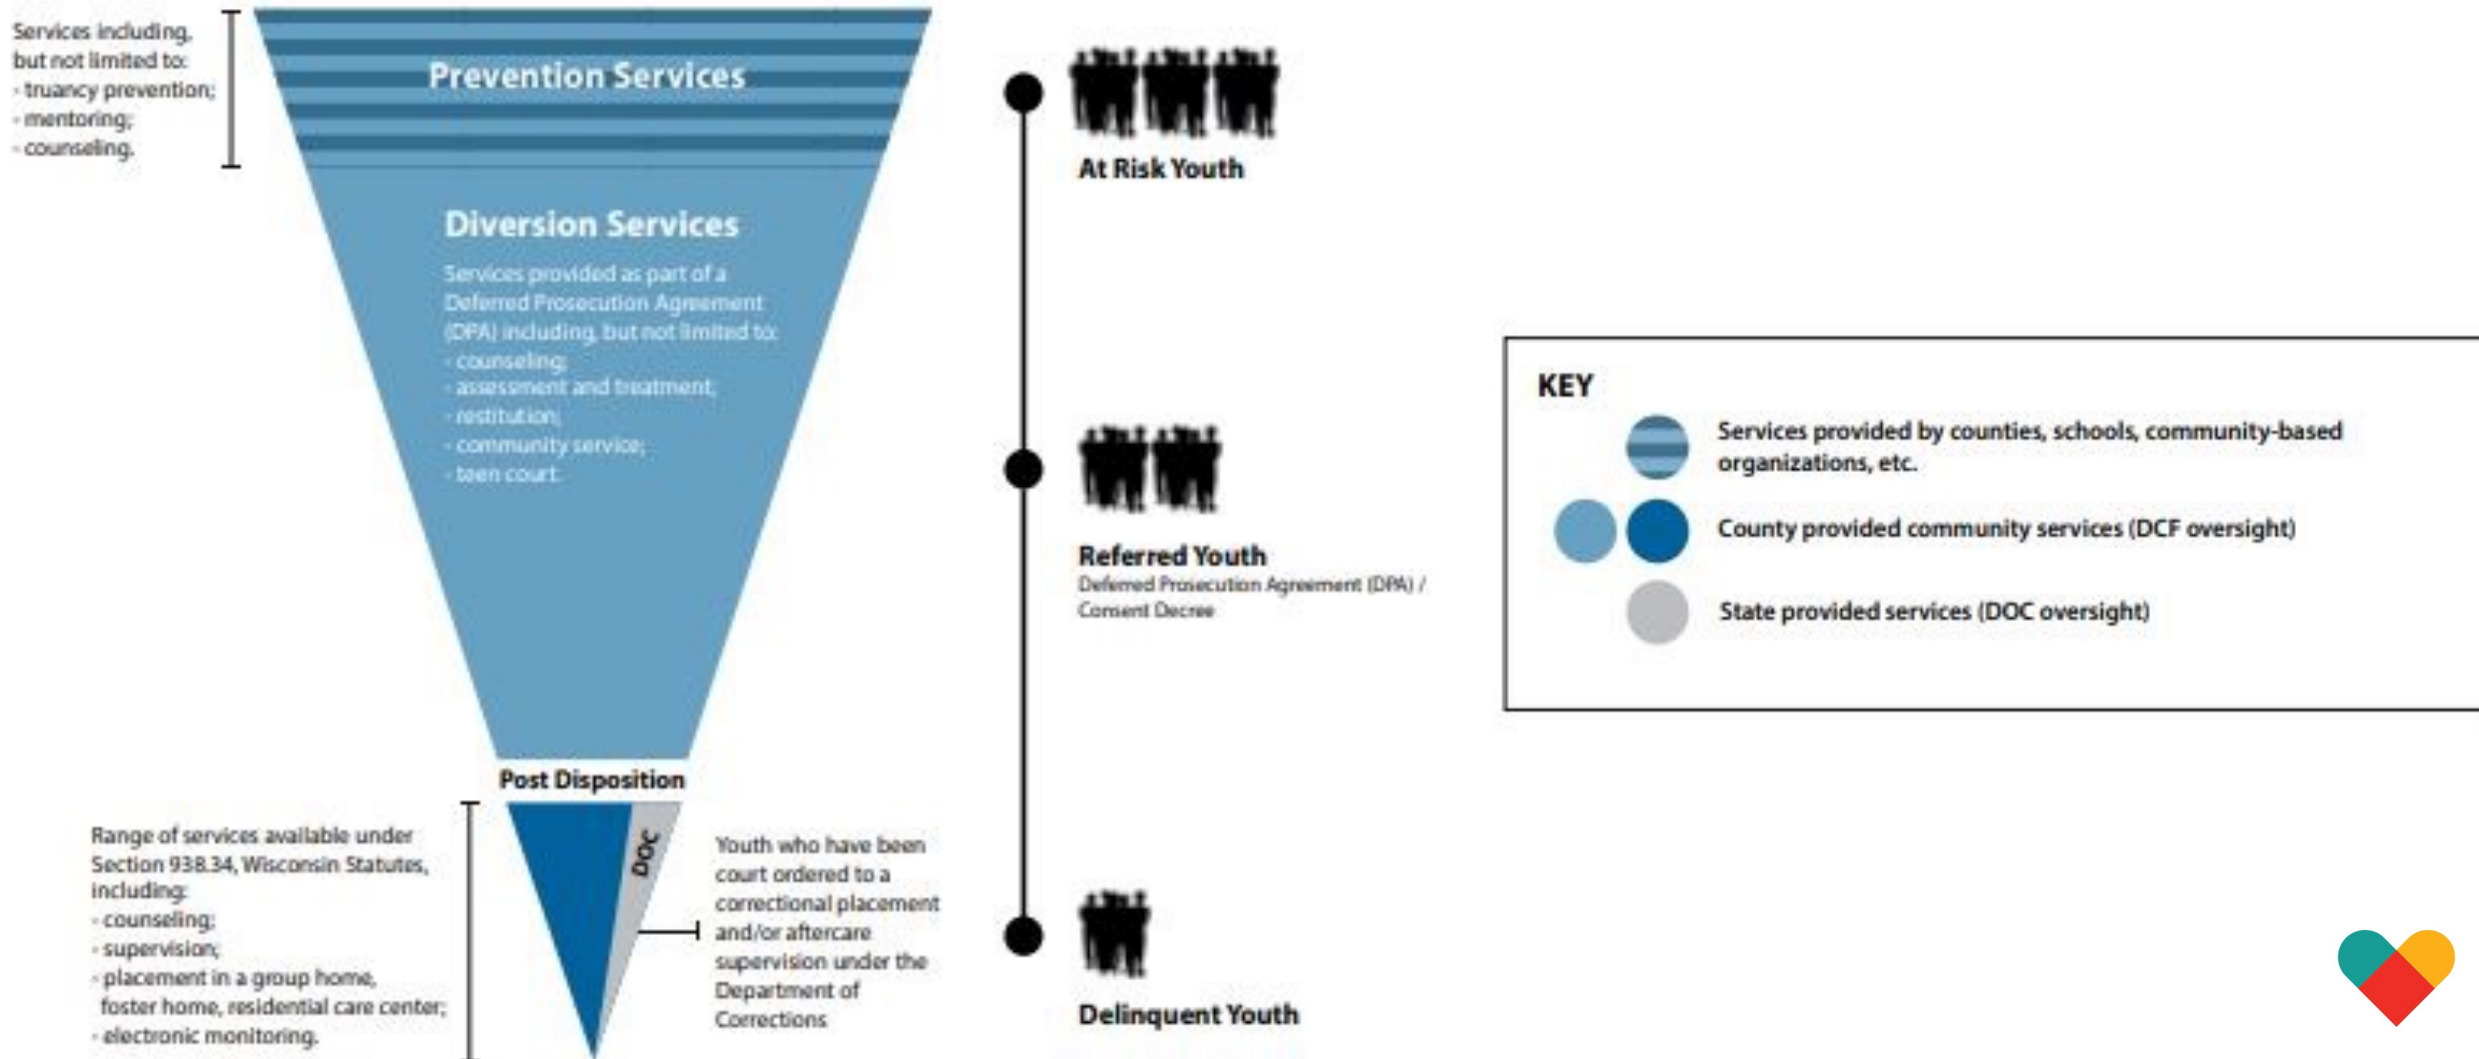 Services including,
but not limited to:
- truancy prevention;
- mentoring;
- counseling.
Prevention Services
Diversion Services
Services provided as part of a
Deferred Prosecution Agreement
(DPA) including, but not limited to:
- counseling;
- assessment and treatment;
- restitution;
- community service;
- teen court.
Post Disposition
Range of services available under
Section 938.34, Wisconsin Statutes,
including:
- counseling;
- supervision;
- placement in a group home,
foster home, residential care center;
- electronic monitoring.
DOC
Youth who have been
court ordered to a
correctional placement
and/or aftercare
supervision under the
Department of
Corrections
At Risk Youth
Referred Youth
Deferred Prosecution Agreement (DPA) /
Consent Decree
Delinquent Youth
KEY
Services provided by counties, schools, community-based
organizations, etc.
County provided community services (DCF oversight)
State provided services (DOC oversight)